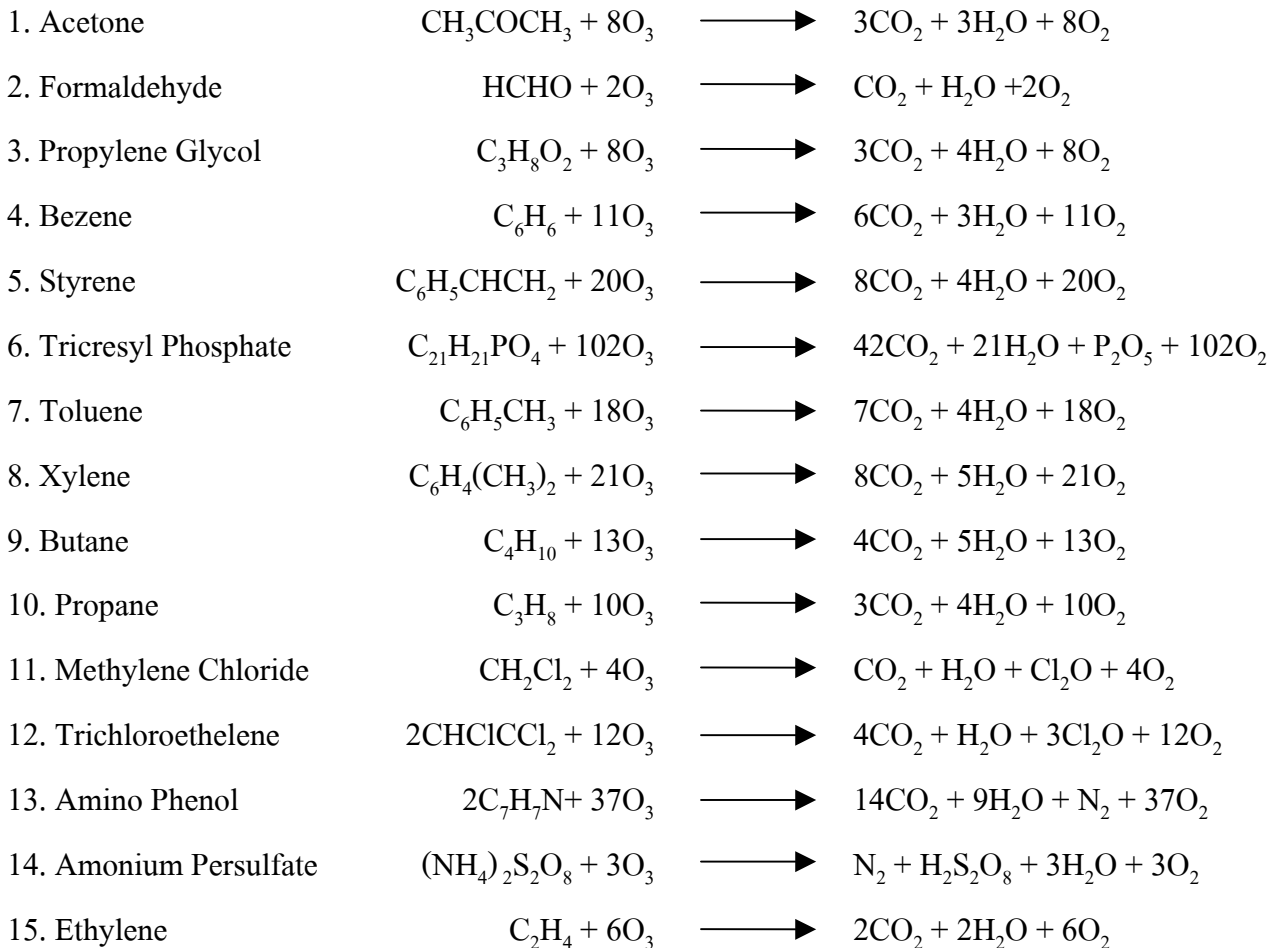 1. Acetone CH₃COCH₃ + 8O₃ ⟶ 3CO₂ + 3H₂O + 8O₂
2. Formaldehyde HCHO + 2O₃ ⟶ CO₂ + H₂O +2O₂
3. Propylene Glycol C₃H₈O₂ + 8O₃ ⟶ 3CO₂ + 4H₂O + 8O₂
4. Bezene C₆H₆ + 11O₃ ⟶ 6CO₂ + 3H₂O + 11O₂
5. Styrene C₆H₅CHCH₂ + 20O₃ ⟶ 8CO₂ + 4H₂O + 20O₂
6. Tricresyl Phosphate C₂₁H₂₁PO₄ + 102O₃ ⟶ 42CO₂ + 21H₂O + P₂O₅ + 102O₂
7. Toluene C₆H₅CH₃ + 18O₃ ⟶ 7CO₂ + 4H₂O + 18O₂
8. Xylene C₆H₄(CH₃)₂ + 21O₃ ⟶ 8CO₂ + 5H₂O + 21O₂
9. Butane C₄H₁₀ + 13O₃ ⟶ 4CO₂ + 5H₂O + 13O₂
10. Propane C₃H₈ + 10O₃ ⟶ 3CO₂ + 4H₂O + 10O₂
11. Methylene Chloride CH₂Cl₂ + 4O₃ ⟶ CO₂ + H₂O + Cl₂O + 4O₂
12. Trichloroethelene 2CHClCCl₂ + 12O₃ ⟶ 4CO₂ + H₂O + 3Cl₂O + 12O₂
13. Amino Phenol 2C₇H₇N+ 37O₃ ⟶ 14CO₂ + 9H₂O + N₂ + 37O₂
14. Amonium Persulfate (NH₄)₂S₂O₈ + 3O₃ ⟶ N₂ + H₂S₂O₈ + 3H₂O + 3O₂
15. Ethylene C₂H₄ + 6O₃ ⟶ 2CO₂ + 2H₂O + 6O₂